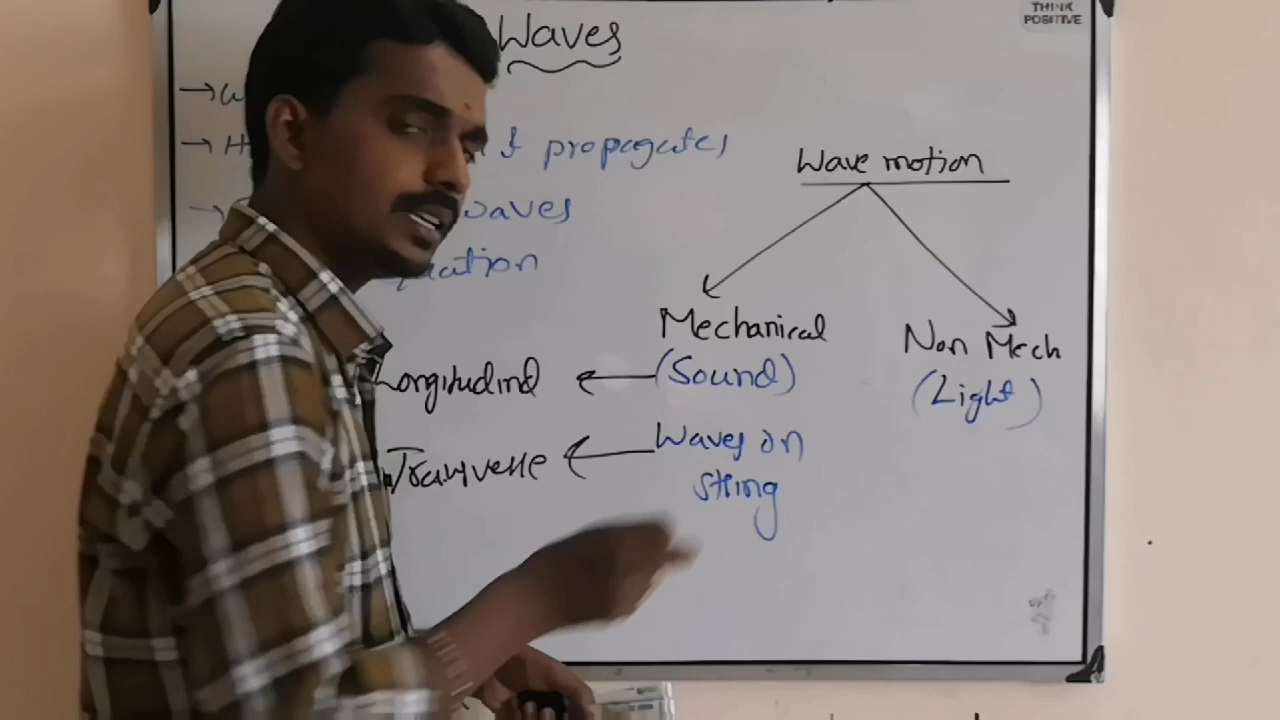 THINK
POSITIVE
Waves
→
→ H & propagates
→ waves
Wave motion
Mechanical
(Sound)
Non Mech
(Light)
Longitudinal ←
Transverse ← Waves on
string